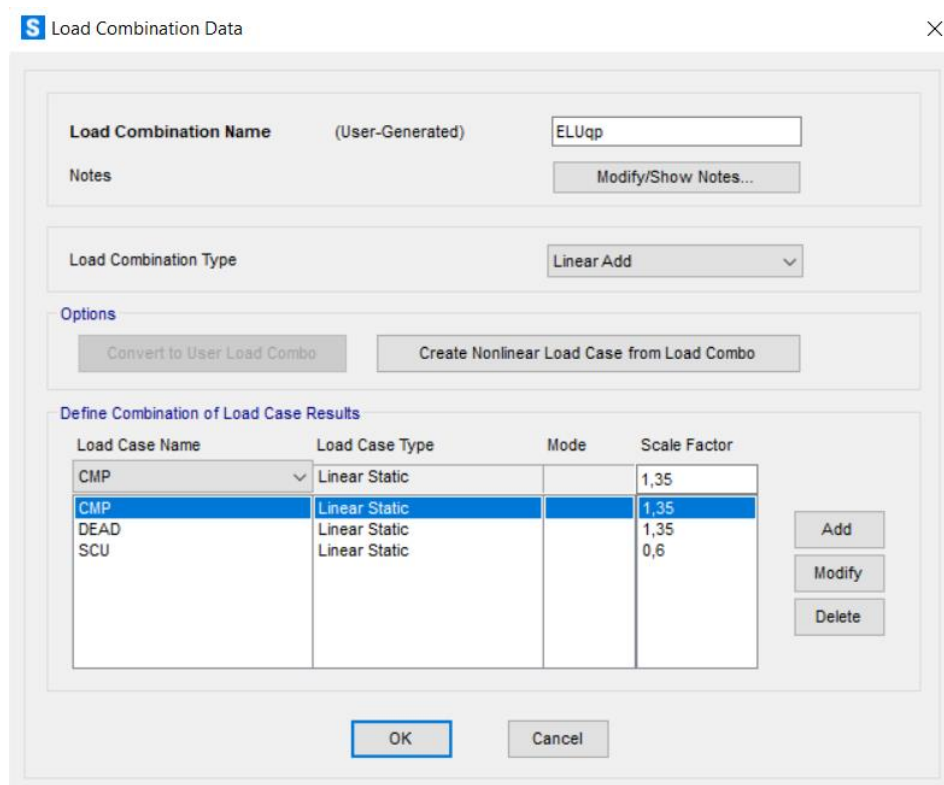 S Load Combination Data
Load Combination Name (User-Generated) ELUqp
Notes Modify/Show Notes...
Load Combination Type Linear Add
Options
Convert to User Load Combo Create Nonlinear Load Case from Load Combo
Define Combination of Load Case Results
Load Case Name Load Case Type Mode Scale Factor
CMP Linear Static 1,35
CMP Linear Static 1,35
DEAD Linear Static 1,35
SCU Linear Static 0,6
Add
Modify
Delete
OK Cancel